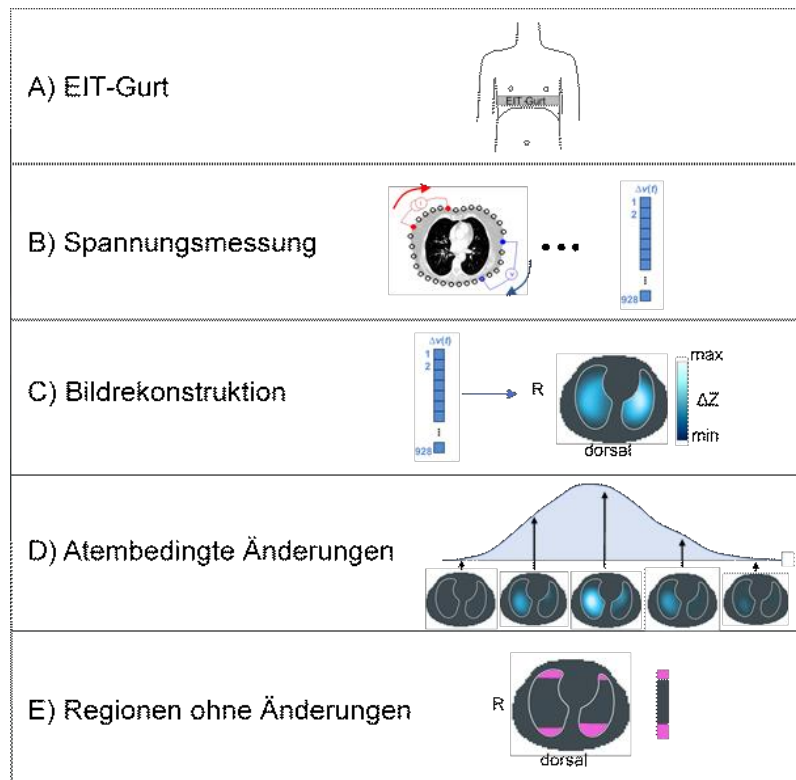 A) EIT-Gurt
EIT Gurt
B) Spannungsmessung
Δv(t)
1
2
928
C) Bildrekonstruktion
Δv(t)
1
2
928
R
dorsal
max
ΔZ
min
D) Atembedingte Änderungen
E) Regionen ohne Änderungen
R
dorsal